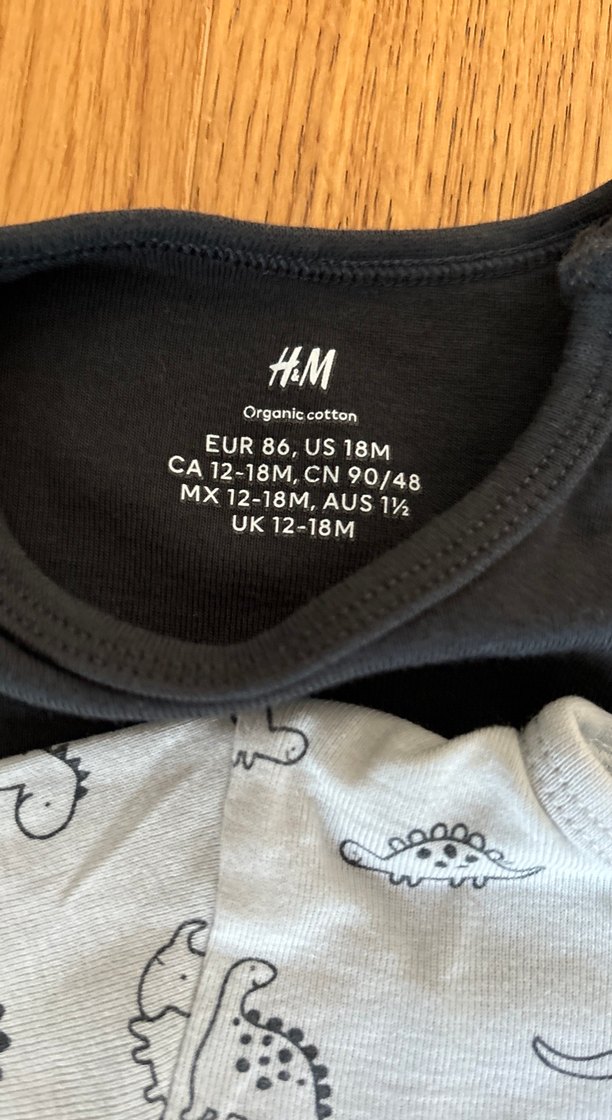 H&M
Organic cotton
EUR 86, US 18M
CA 12-18M, CN 90/48
MX 12-18M, AUS 1½
UK 12-18M